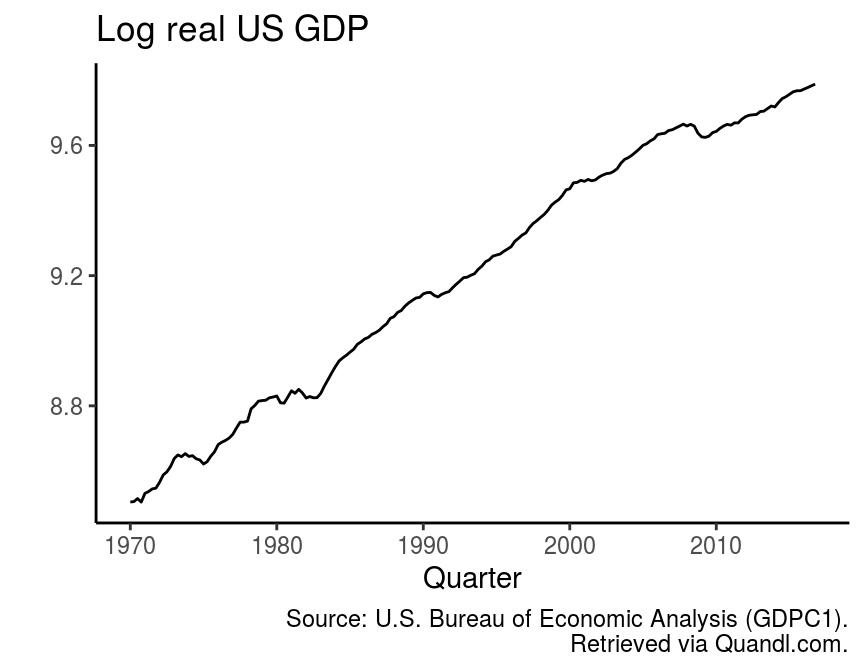 Log real US GDP
9.6
9.2
8.8
1970 1980 1990 2000 2010
Quarter
Source: U.S. Bureau of Economic Analysis (GDPC1).
Retrieved via Quandl.com.